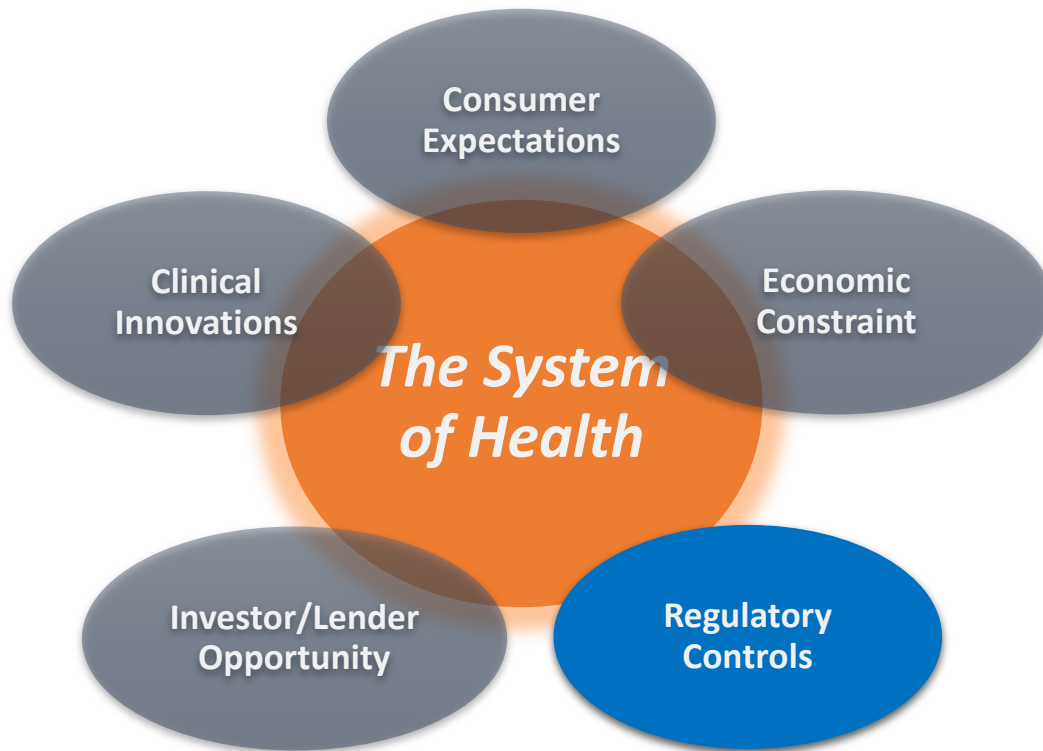 Consumer
Expectations
Clinical
Innovations
Economic
Constraint
The System
of Health
Investor/Lender
Opportunity
Regulatory
Controls